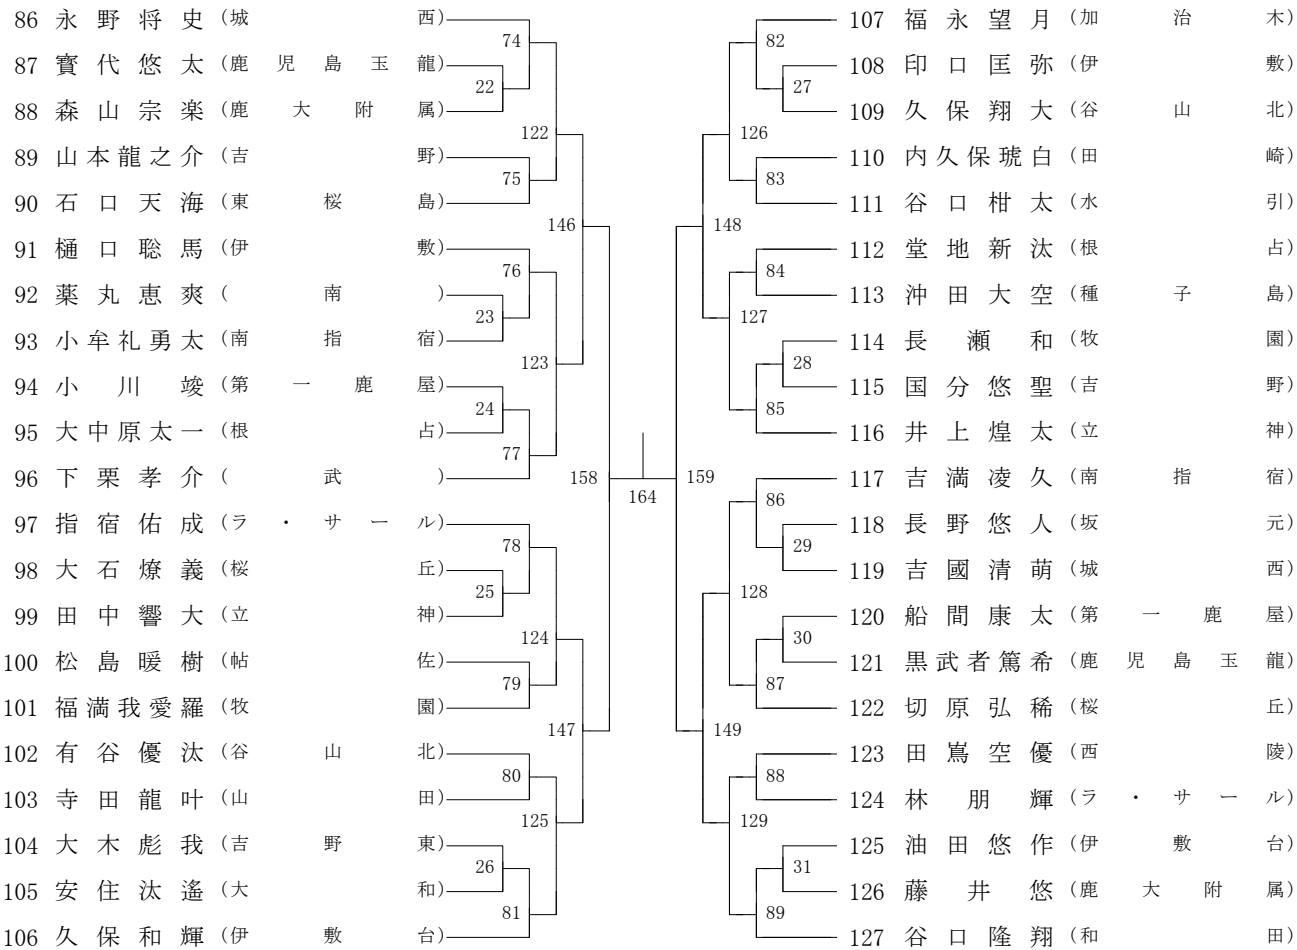 86 永野将史 (城西)
87 寳代悠太 (鹿児島玉龍)
88 森山宗楽 (鹿大附属)
89 山本龍之介 (吉野)
90 石口天海 (東桜島)
91 樋口聡馬 (伊敷)
92 薬丸恵爽 (南)
93 小牟礼勇太 (南指宿)
94 小川竣 (第一鹿屋)
95 大中原太一 (根占)
96 下栗孝介 (武)
97 指宿佑成 (ラ・サール)
98 大石燎義 (桜丘)
99 田中響大 (立神)
100 松島暖樹 (帖佐)
101 福満我愛羅 (牧園)
102 有谷優汰 (谷山北)
103 寺田龍叶 (山田)
104 大木彪我 (吉野東)
105 安住汰遙 (大和)
106 久保和輝 (伊敷台)
74
22
122
75
146
76
23
123
24
77
158
78
25
124
79
147
80
125
26
81
164
82
27
126
83
148
84
127
28
85
159
86
29
128
30
87
149
88
129
31
89
107 福永望月 (加治木)
108 印口匡弥 (伊敷)
109 久保翔大 (谷山北)
110 内久保琥白 (田崎)
111 谷口柑太 (水引)
112 堂地新汰 (根占)
113 沖田大空 (種子島)
114 長瀬和 (牧園)
115 国分悠聖 (吉野)
116 井上煌太 (立神)
117 吉満凌久 (南指宿)
118 長野悠人 (坂元)
119 吉國清萌 (城西)
120 船間康太 (第一鹿屋)
121 黒武者篤希 (鹿児島玉龍)
122 切原弘稀 (桜丘)
123 田嶌空優 (西陵)
124 林朋輝 (ラ・サール)
125 油田悠作 (伊敷台)
126 藤井悠 (鹿大附属)
127 谷口隆翔 (和田)